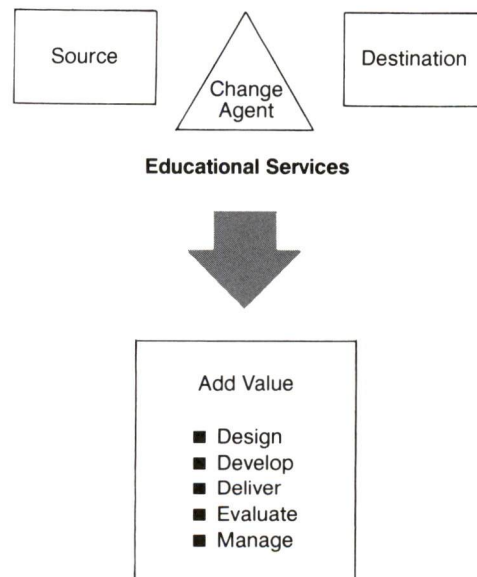 Source
Change
Agent
Destination
Educational Services
Add Value
■ Design
■ Develop
■ Deliver
■ Evaluate
■ Manage